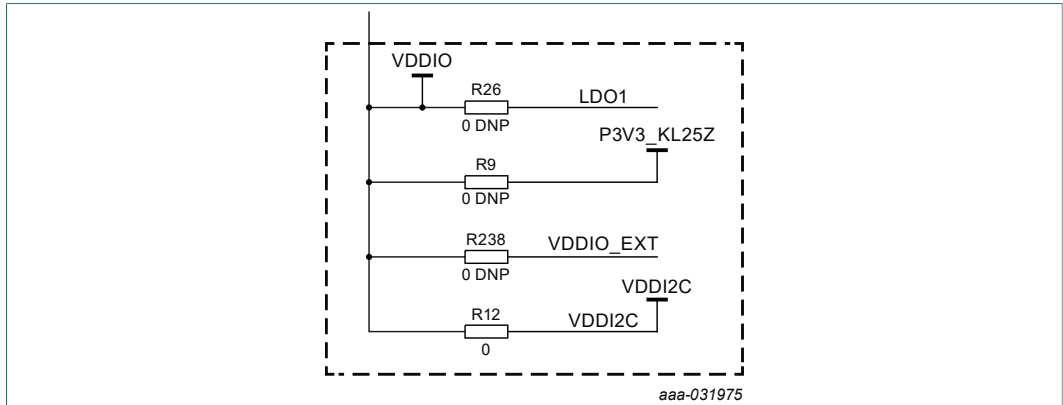 VDDIO
R26
LDO1
0 DNP
P3V3_KL25Z
R9
0 DNP
R238
VDDIO_EXT
0 DNP
VDDI2C
R12
VDDI2C
0
aaa-031975